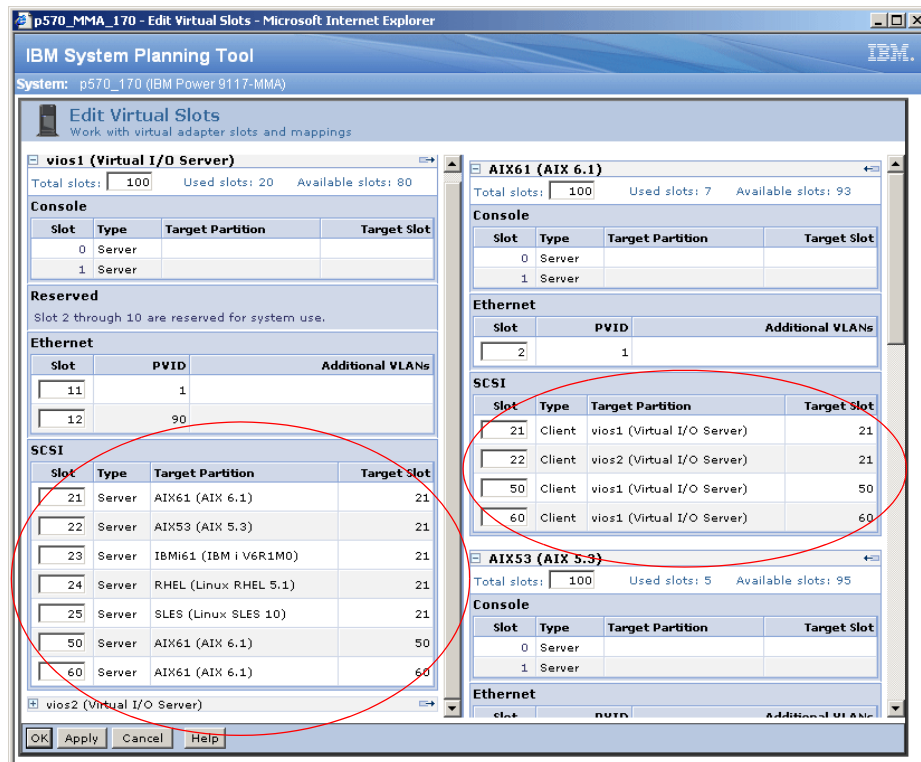 p570_MMA_170 - Edit Virtual Slots - Microsoft Internet Explorer
IBM System Planning Tool
IBM.
System: p570_170 (IBM Power 9117-MMA)
Edit Virtual Slots
Work with virtual adapter slots and mappings
vios1 (Virtual I/O Server)
Total slots: 100 Used slots: 20 Available slots: 80
Console
Slot Type Target Partition Target Slot
0 Server
1 Server
Reserved
Slot 2 through 10 are reserved for system use.
Ethernet
Slot PVID Additional VLANs
11 1
12 90
SCSI
Slot Type Target Partition Target Slot
21 Server AIX61 (AIX 6.1) 21
22 Server AIX53 (AIX 5.3) 21
23 Server IBMi61 (IBM i V6R1M0) 21
24 Server RHEL (Linux RHEL 5.1) 21
25 Server SLES (Linux SLES 10) 21
50 Server AIX61 (AIX 6.1) 50
60 Server AIX61 (AIX 6.1) 60
vios2 (Virtual I/O Server)
AIX61 (AIX 6.1)
Total slots: 100 Used slots: 7 Available slots: 93
Console
Slot Type Target Partition Target Slot
0 Server
1 Server
Ethernet
Slot PVID Additional VLANs
2 1
SCSI
Slot Type Target Partition Target Slot
21 Client vios1 (Virtual I/O Server) 21
22 Client vios2 (Virtual I/O Server) 21
50 Client vios1 (Virtual I/O Server) 50
60 Client vios1 (Virtual I/O Server) 60
AIX53 (AIX 5.3)
Total slots: 100 Used slots: 5 Available slots: 95
Console
Slot Type Target Partition Target Slot
0 Server
1 Server
Ethernet
Slot PVID Additional VLANs
OK Apply Cancel Help